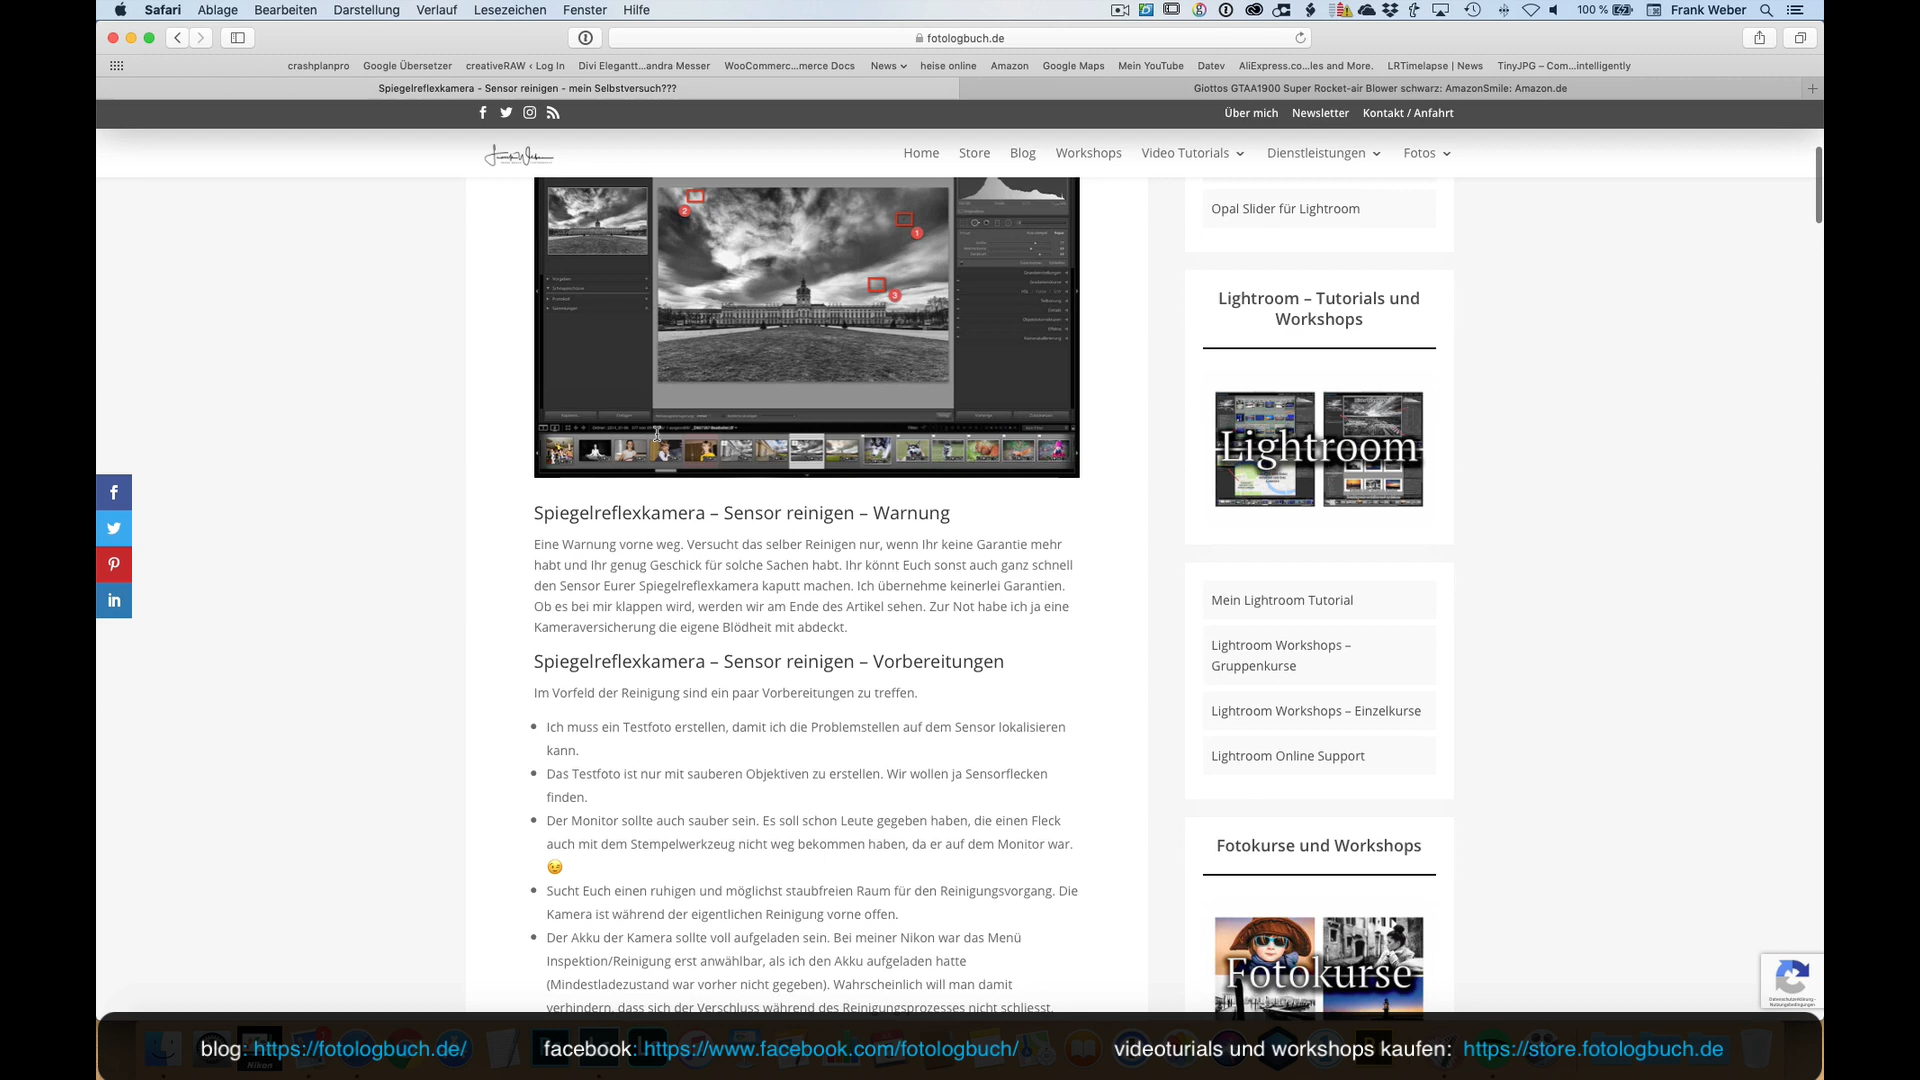 Safari Ablage Bearbeiten Darstellung Verlauf Lesezeichen Fenster Hilfe 100 % Frank Weber
fotologbuch.de
crashplanpro Google Übersetzer creativeRAW ‹ Log In Divi Elegantt...andra Messer WooCommerc...merce Docs News heise online Amazon Google Maps Mein YouTube Datev AliExpress.co...les and More. LRTimelapse | News TinyJPG – Com...intelligently
Spiegelreflexkamera - Sensor reinigen - mein Selbstversuch??? Giottos GTAA1900 Super Rocket-air Blower schwarz: AmazonSmile: Amazon.de
Über mich Newsletter Kontakt / Anfahrt
Home Store Blog Workshops Video Tutorials Dienstleistungen Fotos
2
1
3
Spiegelreflexkamera – Sensor reinigen – Warnung
Eine Warnung vorne weg. Versucht das selber Reinigen nur, wenn Ihr keine Garantie mehr
habt und Ihr genug Geschick für solche Sachen habt. Ihr könnt Euch sonst auch ganz schnell
den Sensor Eurer Spiegelreflexkamera kaputt machen. Ich übernehme keinerlei Garantien.
Ob es bei mir klappen wird, werden wir am Ende des Artikel sehen. Zur Not habe ich ja eine
Kameraversicherung die eigene Blödheit mit abdeckt.
Spiegelreflexkamera – Sensor reinigen – Vorbereitungen
Im Vorfeld der Reinigung sind ein paar Vorbereitungen zu treffen.
Ich muss ein Testfoto erstellen, damit ich die Problemstellen auf dem Sensor lokalisieren
kann.
Das Testfoto ist nur mit sauberen Objektiven zu erstellen. Wir wollen ja Sensorflecken
finden.
Der Monitor sollte auch sauber sein. Es soll schon Leute gegeben haben, die einen Fleck
auch mit dem Stempelwerkzeug nicht weg bekommen haben, da er auf dem Monitor war.
😉
Sucht Euch einen ruhigen und möglichst staubfreien Raum für den Reinigungsvorgang. Die
Kamera ist während der eigentlichen Reinigung vorne offen.
Der Akku der Kamera sollte voll aufgeladen sein. Bei meiner Nikon war das Menü
Inspektion/Reinigung erst anwählbar, als ich den Akku aufgeladen hatte
(Mindestladezustand war vorher nicht gegeben). Wahrscheinlich will man damit
verhindern, dass sich der Verschluss während des Reinigungsprozesses nicht schliesst.
Opal Slider für Lightroom
Lightroom – Tutorials und
Workshops
Lightroom
Mein Lightroom Tutorial
Lightroom Workshops –
Gruppenkurse
Lightroom Workshops – Einzelkurse
Lightroom Online Support
Fotokurse und Workshops
Fotokurse
blog: https://fotologbuch.de/ facebook: https://www.facebook.com/fotologbuch/ videoturials und workshops kaufen: https://store.fotologbuch.de